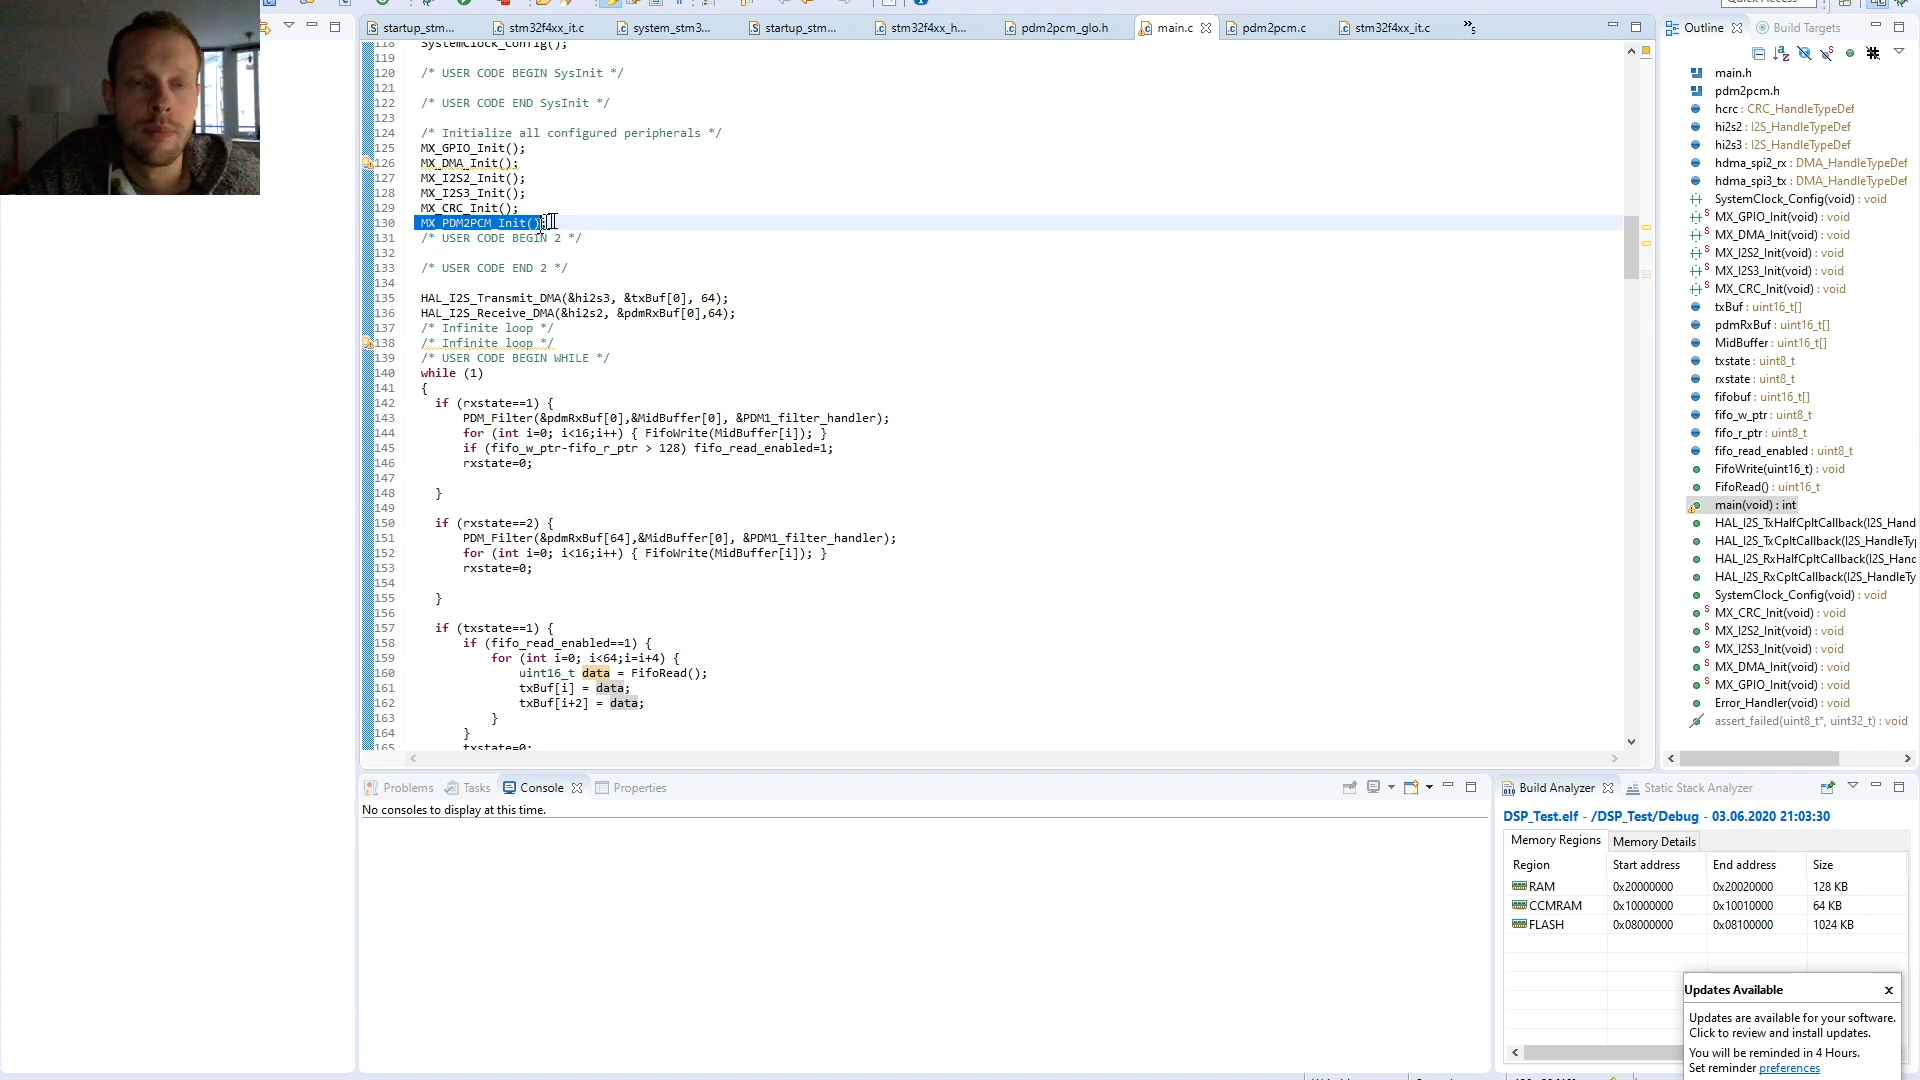 Quick Access
startup_stm...
stm32f4xx_it.c
system_stm3...
startup_stm...
stm32f4xx_h...
pdm2pcm_glo.h
main.c
pdm2pcm.c
stm32f4xx_it.c
»5
Outline
Build Targets
118 SystemClock_Config();
119
120 /* USER CODE BEGIN SysInit */
121
122 /* USER CODE END SysInit */
123
124 /* Initialize all configured peripherals */
125 MX_GPIO_Init();
126 MX_DMA_Init();
127 MX_I2S2_Init();
128 MX_I2S3_Init();
129 MX_CRC_Init();
130 MX_PDM2PCM_Init();
131 /* USER CODE BEGIN 2 */
132
133 /* USER CODE END 2 */
134
135 HAL_I2S_Transmit_DMA(&hi2s3, &txBuf[0], 64);
136 HAL_I2S_Receive_DMA(&hi2s2, &pdmRxBuf[0],64);
137 /* Infinite loop */
138 /* Infinite loop */
139 /* USER CODE BEGIN WHILE */
140 while (1)
141 {
142 if (rxstate==1) {
143 PDM_Filter(&pdmRxBuf[0],&MidBuffer[0], &PDM1_filter_handler);
144 for (int i=0; i<16;i++) { FifoWrite(MidBuffer[i]); }
145 if (fifo_w_ptr-fifo_r_ptr > 128) fifo_read_enabled=1;
146 rxstate=0;
147
148 }
149
150 if (rxstate==2) {
151 PDM_Filter(&pdmRxBuf[64],&MidBuffer[0], &PDM1_filter_handler);
152 for (int i=0; i<16;i++) { FifoWrite(MidBuffer[i]); }
153 rxstate=0;
154
155 }
156
157 if (txstate==1) {
158 if (fifo_read_enabled==1) {
159 for (int i=0; i<64;i=i+4) {
160 uint16_t data = FifoRead();
161 txBuf[i] = data;
162 txBuf[i+2] = data;
163 }
164 }
165 txstate=0;
main.h
pdm2pcm.h
hcrc : CRC_HandleTypeDef
hi2s2 : I2S_HandleTypeDef
hi2s3 : I2S_HandleTypeDef
hdma_spi2_rx : DMA_HandleTypeDef
hdma_spi3_tx : DMA_HandleTypeDef
SystemClock_Config(void) : void
MX_GPIO_Init(void) : void
MX_DMA_Init(void) : void
MX_I2S2_Init(void) : void
MX_I2S3_Init(void) : void
MX_CRC_Init(void) : void
txBuf : uint16_t[]
pdmRxBuf : uint16_t[]
MidBuffer : uint16_t[]
txstate : uint8_t
rxstate : uint8_t
fifobuf : uint16_t[]
fifo_w_ptr : uint8_t
fifo_r_ptr : uint8_t
fifo_read_enabled : uint8_t
FifoWrite(uint16_t) : void
FifoRead() : uint16_t
main(void) : int
HAL_I2S_TxHalfCpltCallback(I2S_Hand
HAL_I2S_TxCpltCallback(I2S_HandleTy
HAL_I2S_RxHalfCpltCallback(I2S_Hanc
HAL_I2S_RxCpltCallback(I2S_HandleTy
SystemClock_Config(void) : void
MX_CRC_Init(void) : void
MX_I2S2_Init(void) : void
MX_I2S3_Init(void) : void
MX_DMA_Init(void) : void
MX_GPIO_Init(void) : void
Error_Handler(void) : void
assert_failed(uint8_t*, uint32_t) : void
Problems
Tasks
Console
Properties
No consoles to display at this time.
Build Analyzer
Static Stack Analyzer
DSP_Test.elf - /DSP_Test/Debug - 03.06.2020 21:03:30
Memory Regions
Memory Details
Region Start address End address Size
RAM 0x20000000 0x20020000 128 KB
CCMRAM 0x10000000 0x10010000 64 KB
FLASH 0x08000000 0x08100000 1024 KB
Updates Available
Updates are available for your software.
Click to review and install updates.
You will be reminded in 4 Hours.
Set reminder preferences